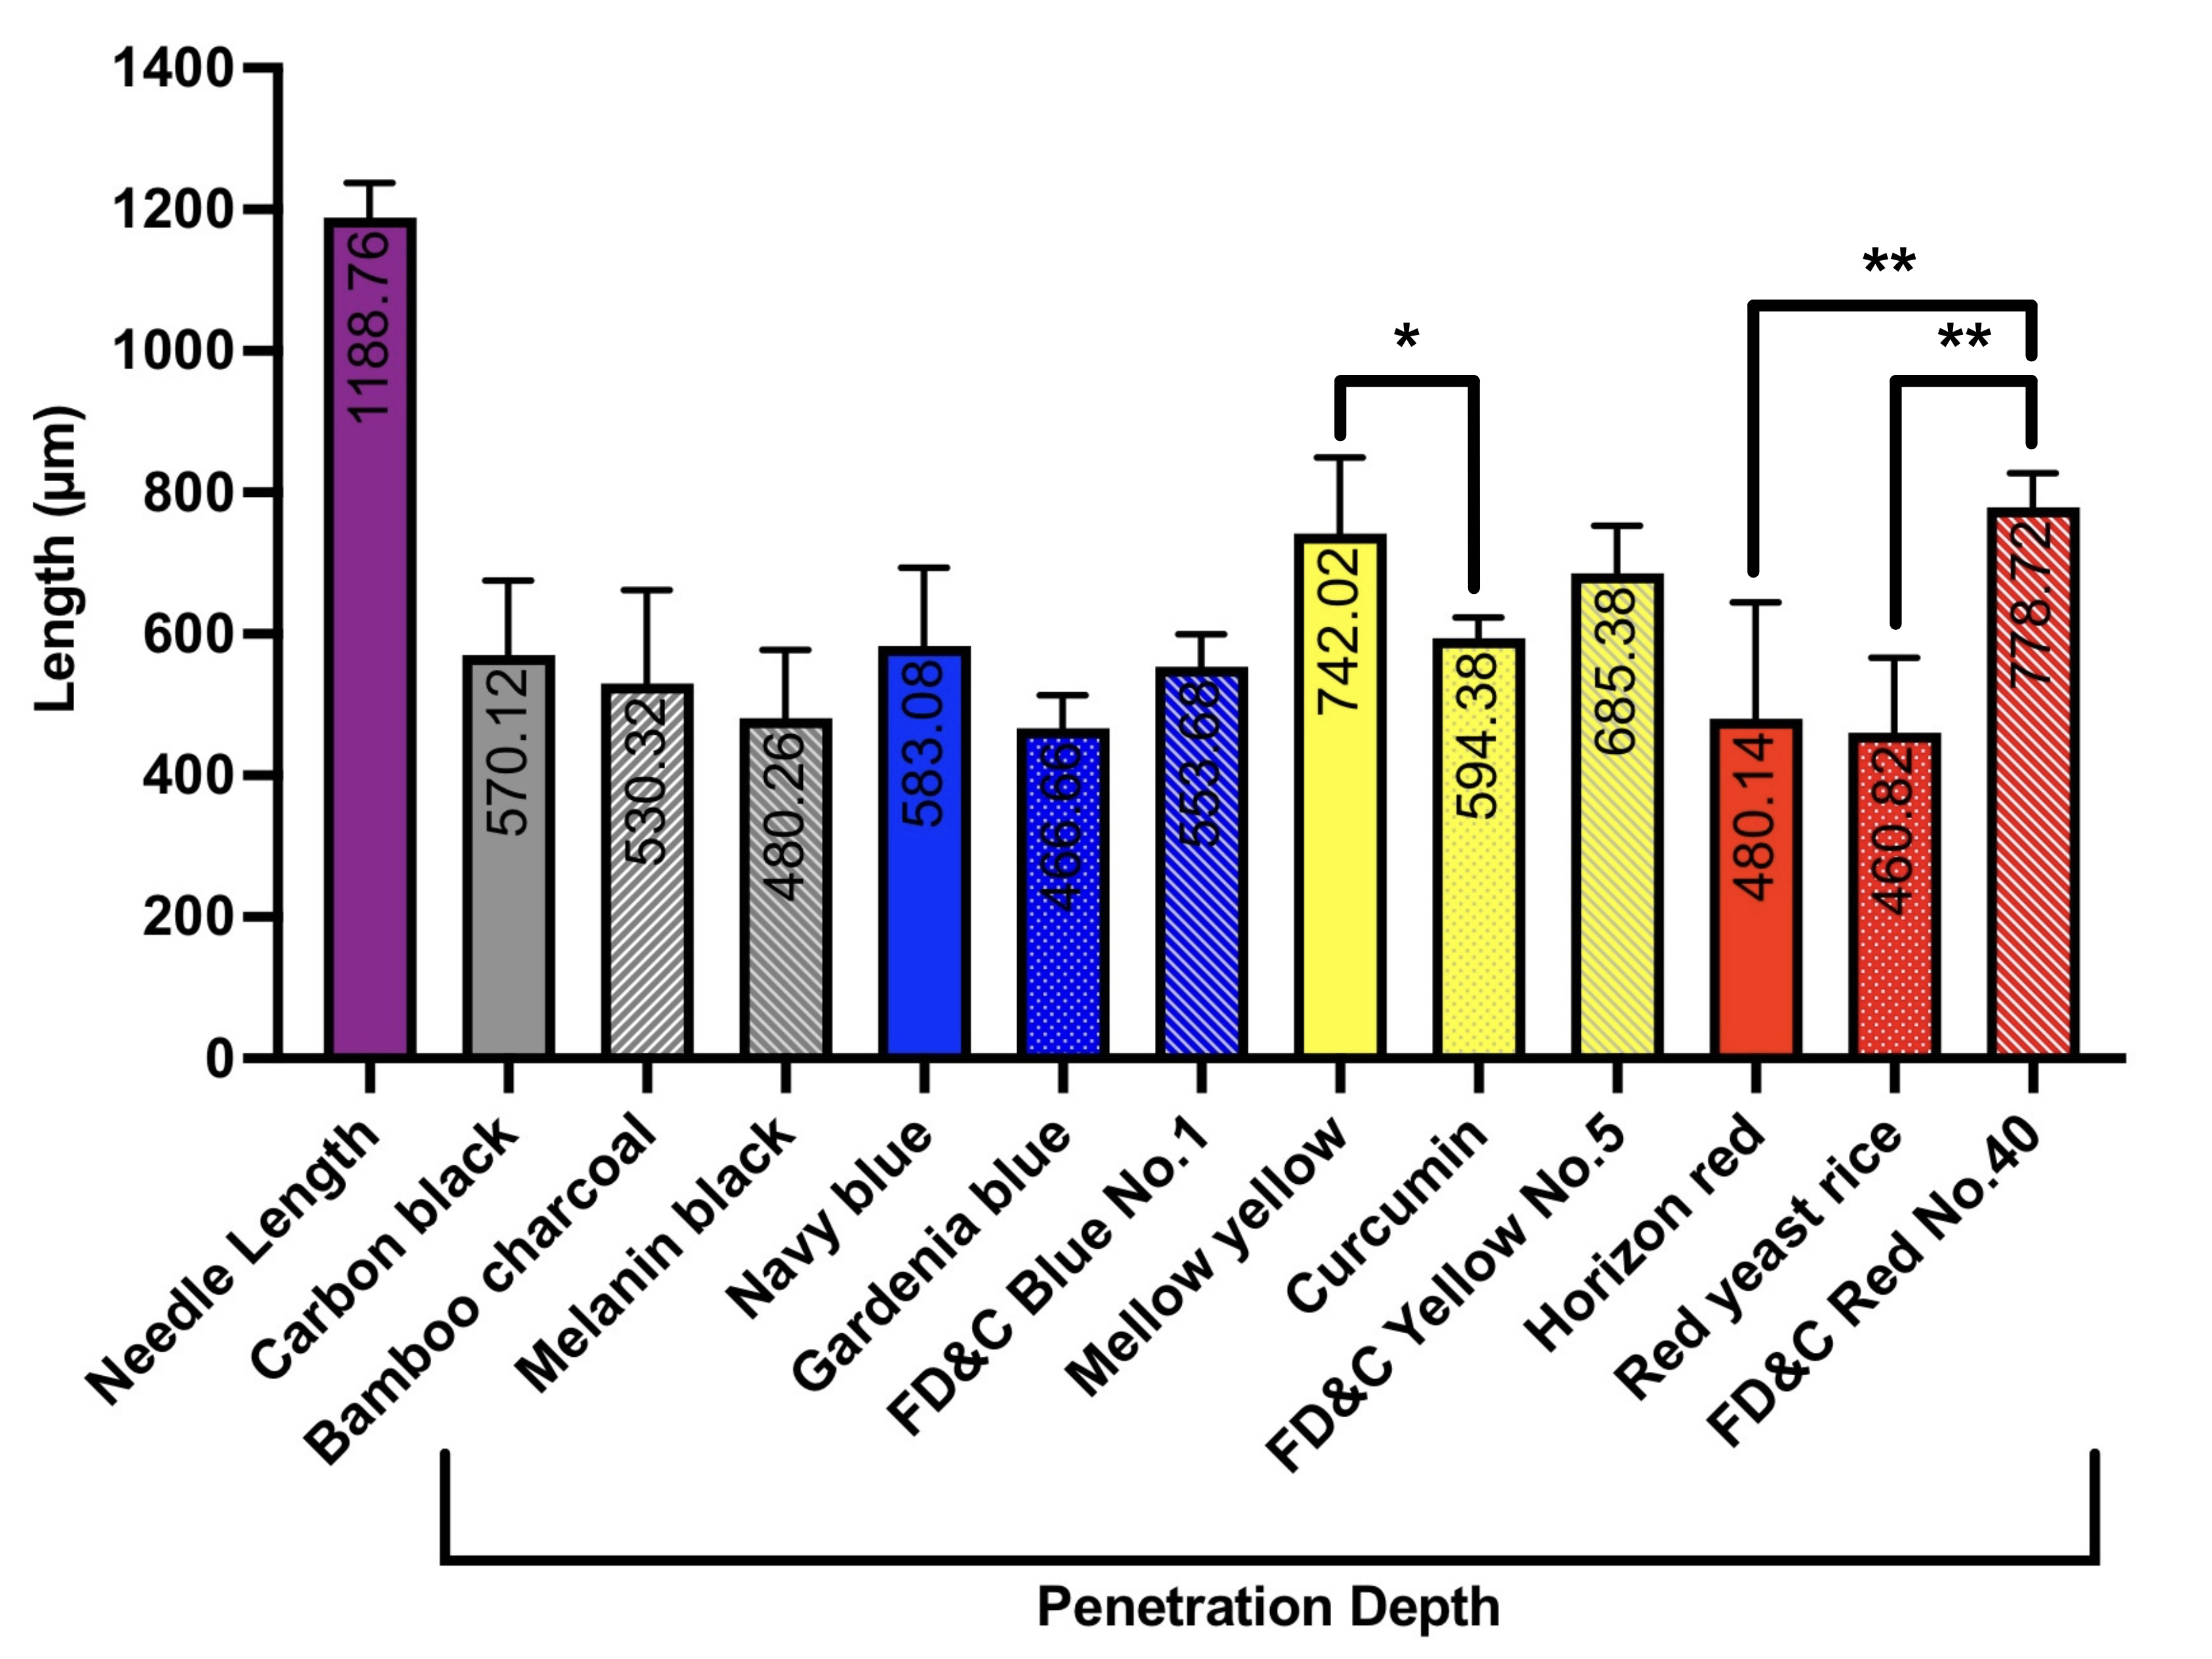 1400
1200
1000
800
600
400
200
0
Length (µm)
**
**
*
1188.76
570.12
530.32
480.26
583.08
466.66
553.68
742.02
594.38
685.38
480.14
460.82
778.72
Needle Length
Carbon black
Bamboo charcoal
Melanin black
Navy blue
Gardenia blue
FD&C Blue No.1
Mellow yellow
Curcumin
FD&C Yellow No.5
Horizon red
Red yeast rice
FD&C Red No.40
Penetration Depth